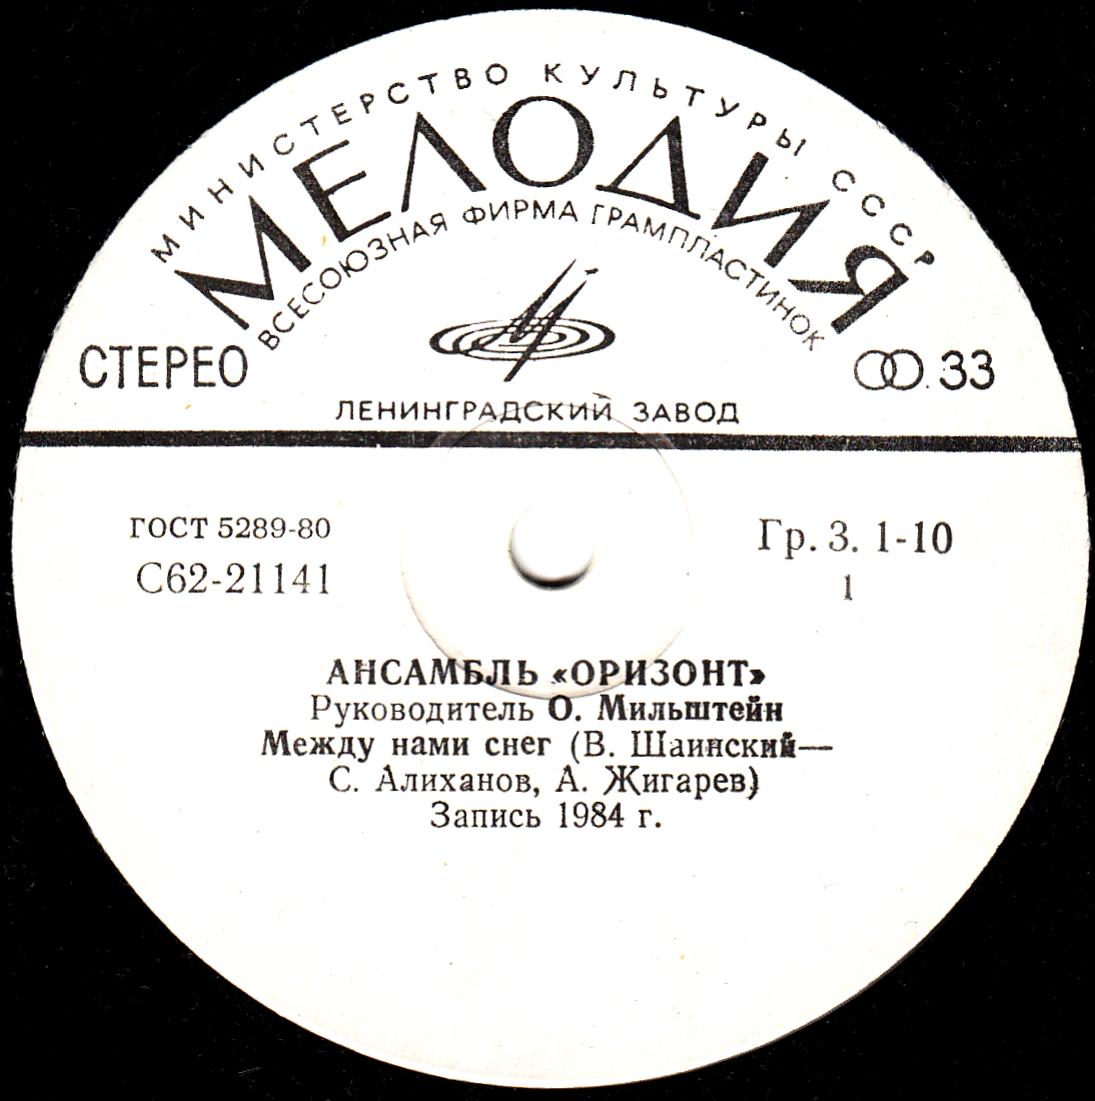 МИНИСТЕРСТВО КУЛЬТУРЫ СССР
МЕЛОДИЯ
ВСЕСОЮЗНАЯ ФИРМА ГРАМПЛАСТИНОК
СТЕРЕО
33
ЛЕНИНГРАДСКИЙ ЗАВОД
ГОСТ 5289-80
Гр. 3. 1-10
С62-21141
1
АНСАМБЛЬ «ОРИЗОНТ»
Руководитель О. Мильштейн
Между нами снег (В. Шаинский—
С. Алиханов, А. Жигарев)
Запись 1984 г.